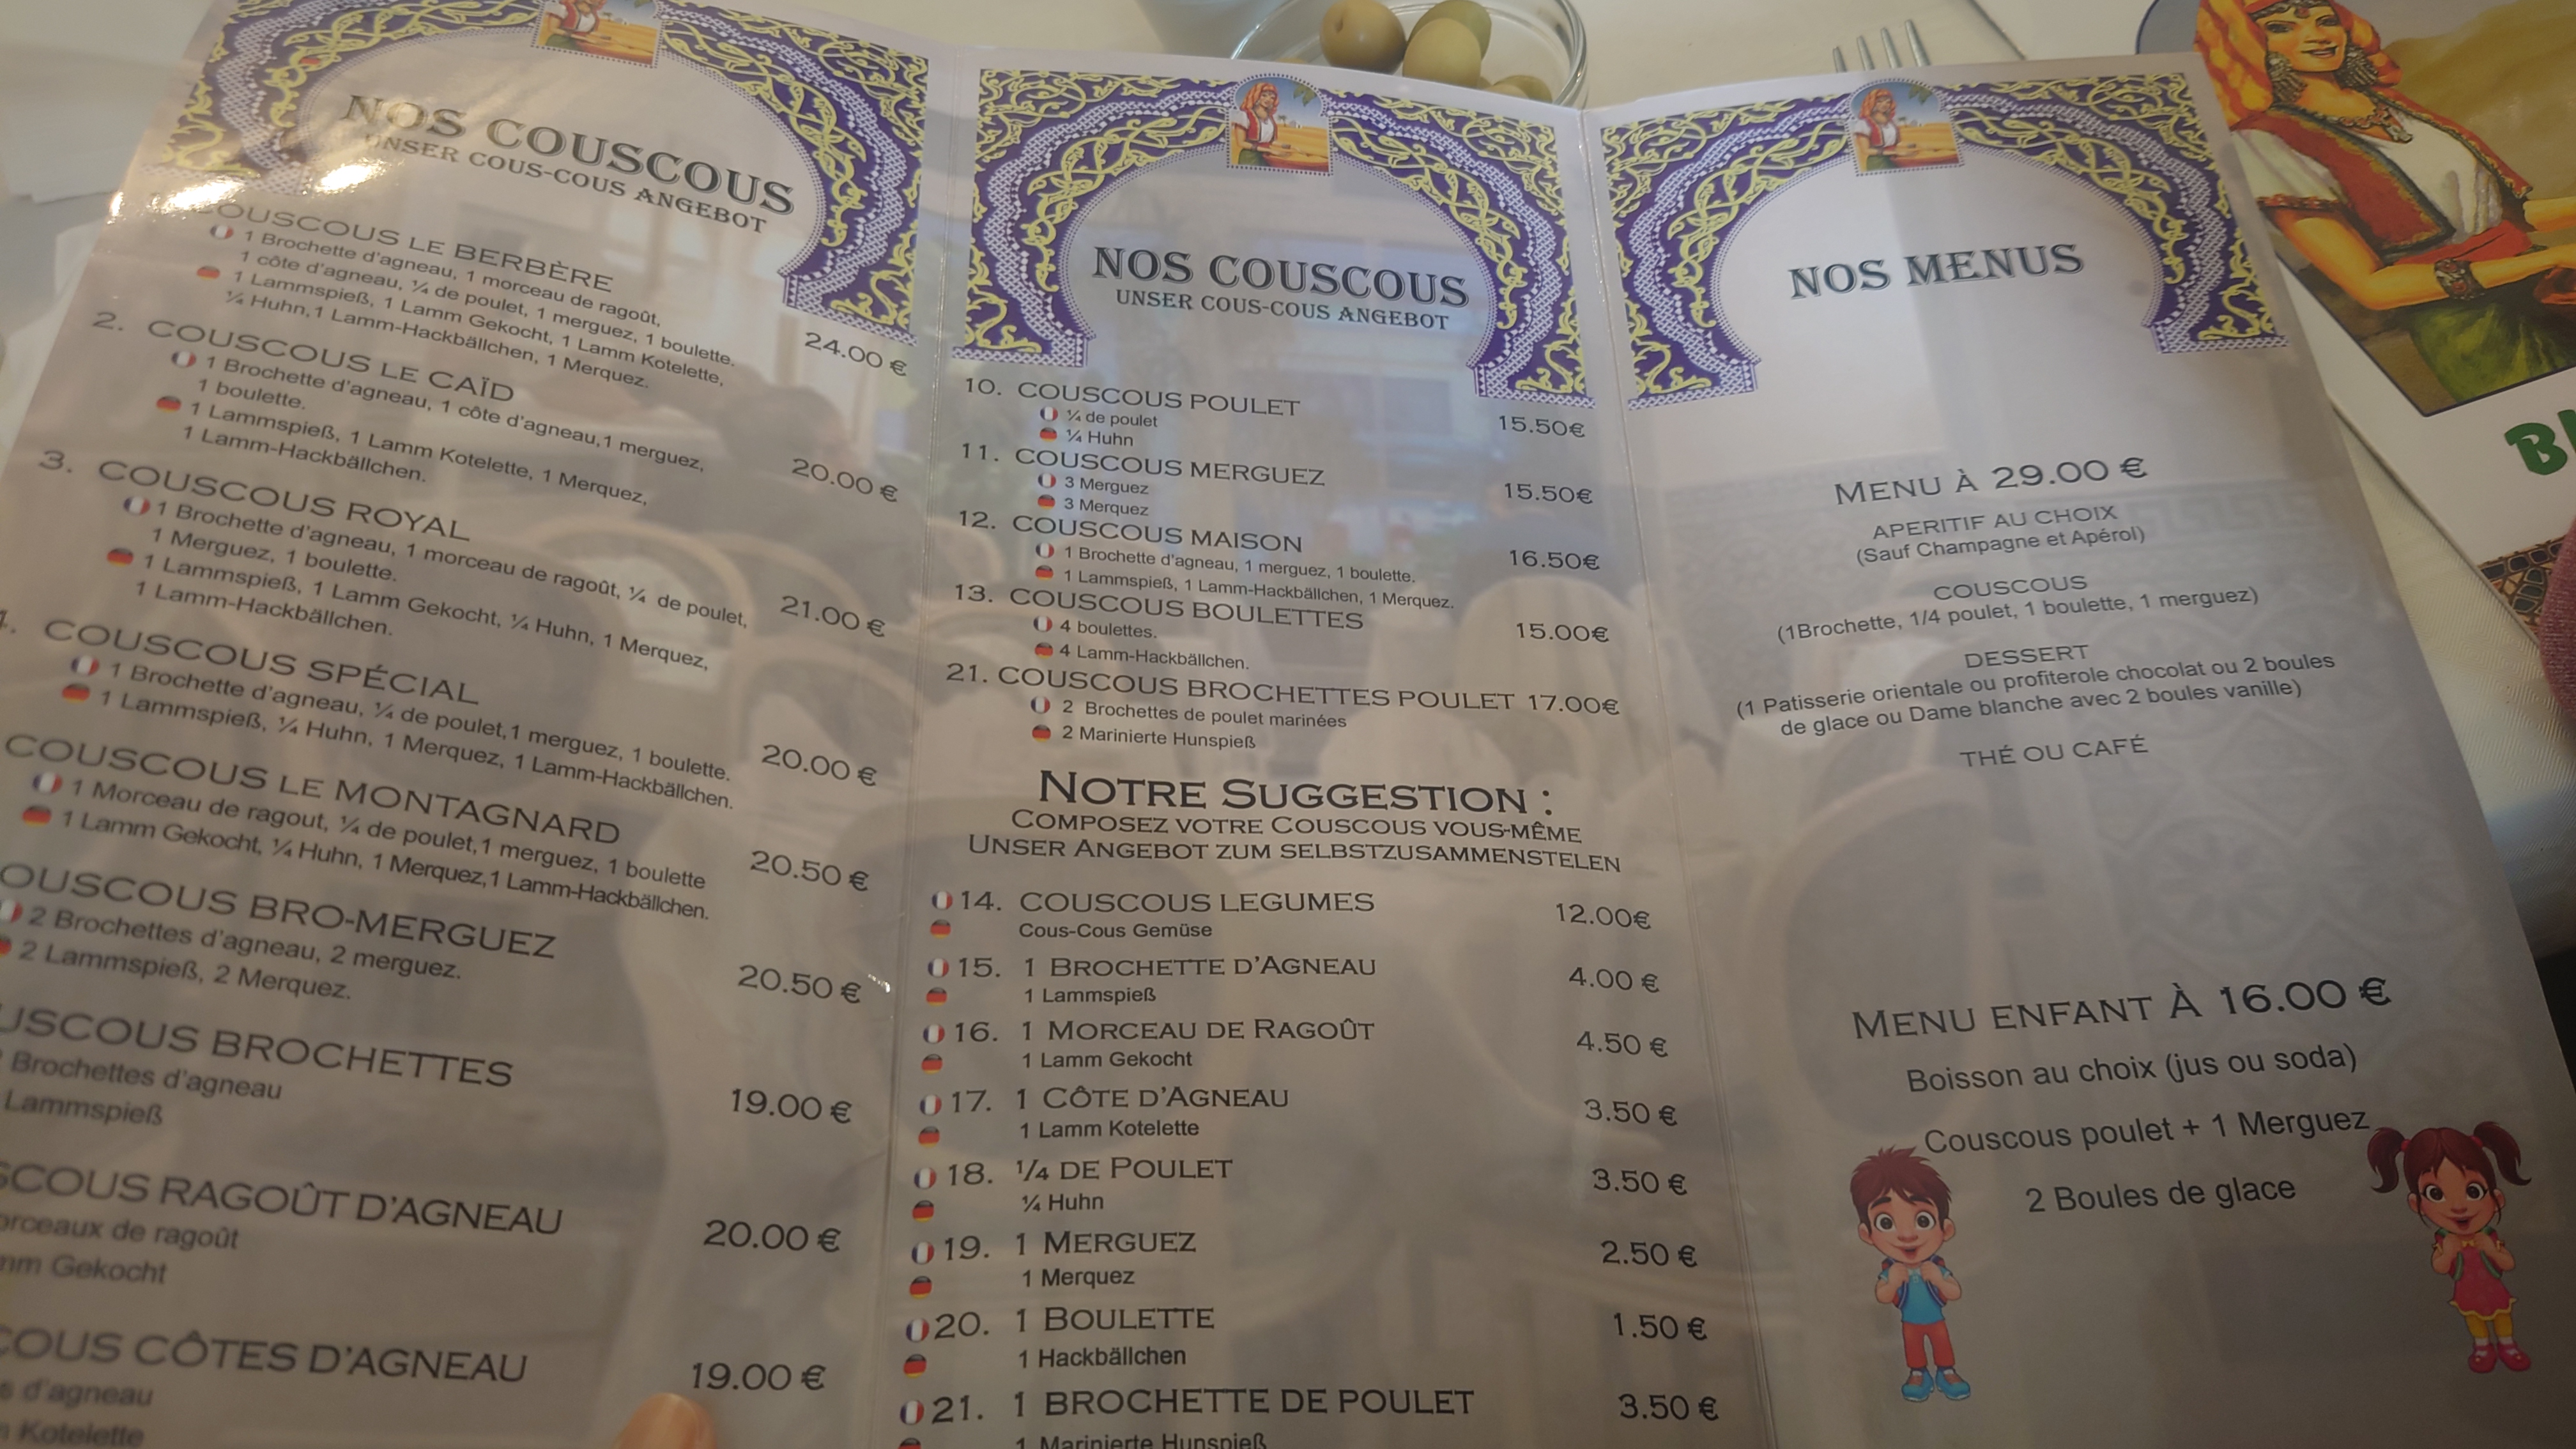 NOS COUSCOUS
UNSER COUS-COUS ANGEBOT
COUSCOUS LE BERBÈRE
1 Brochette d'agneau, 1 morceau de ragoût,
1 côte d'agneau, ¼ de poulet, 1 merguez, 1 boulette.
1 Lammspieß, 1 Lamm Gekocht, 1 Lamm Kotelette,
¼ Huhn,1 Lamm-Hackbällchen, 1 Merquez.
24.00 €
2. COUSCOUS LE CAÏD
1 Brochette d'agneau, 1 côte d'agneau,1 merguez,
1 boulette.
1 Lammspieß, 1 Lamm Kotelette, 1 Merquez,
1 Lamm-Hackbällchen.
20.00 €
3. COUSCOUS ROYAL
1 Brochette d'agneau, 1 morceau de ragoût, ¼ de poulet,
1 Merguez, 1 boulette.
1 Lammspieß, 1 Lamm Gekocht, ¼ Huhn, 1 Merquez,
1 Lamm-Hackbällchen.
21.00 €
COUSCOUS SPÉCIAL
1 Brochette d'agneau, ¼ de poulet,1 merguez, 1 boulette.
1 Lammspieß, ¼ Huhn, 1 Merquez, 1 Lamm-Hackbällchen.
20.00 €
COUSCOUS LE MONTAGNARD
1 Morceau de ragout, ¼ de poulet,1 merguez, 1 boulette
1 Lamm Gekocht, ¼ Huhn, 1 Merquez,1 Lamm-Hackbällchen.
20.50 €
OUSCOUS BRO-MERGUEZ
2 Brochettes d'agneau, 2 merguez.
2 Lammspieß, 2 Merquez.
20.50 €
USCOUS BROCHETTES
Brochettes d'agneau
Lammspieß
19.00 €
SCOUS RAGOÛT D'AGNEAU
orceaux de ragoût
mm Gekocht
20.00 €
COUS CÔTES D'AGNEAU
s d'agneau
Kotelette
19.00 €
NOS COUSCOUS
UNSER COUS-COUS ANGEBOT
10. COUSCOUS POULET 15.50€
¼ de poulet
¼ Huhn
11. COUSCOUS MERGUEZ 15.50€
3 Merguez
3 Merquez
12. COUSCOUS MAISON 16.50€
1 Brochette d'agneau, 1 merguez, 1 boulette.
1 Lammspieß, 1 Lamm-Hackbällchen, 1 Merquez.
13. COUSCOUS BOULETTES 15.00€
4 boulettes.
4 Lamm-Hackbällchen.
21. COUSCOUS BROCHETTES POULET 17.00€
2 Brochettes de poulet marinées
2 Marinierte Hunspieß
NOTRE SUGGESTION :
COMPOSEZ VOTRE COUSCOUS VOUS-MÊME
UNSER ANGEBOT ZUM SELBSTZUSAMMENSTELEN
14. COUSCOUS LEGUMES 12.00€
Cous-Cous Gemüse
15. 1 BROCHETTE D'AGNEAU 4.00 €
1 Lammspieß
16. 1 MORCEAU DE RAGOÛT 4.50 €
1 Lamm Gekocht
17. 1 CÔTE D'AGNEAU 3.50 €
1 Lamm Kotelette
18. ¼ DE POULET 3.50 €
¼ Huhn
19. 1 MERGUEZ 2.50 €
1 Merquez
20. 1 BOULETTE 1.50 €
1 Hackbällchen
21. 1 BROCHETTE DE POULET 3.50 €
1 Marinierte Hunspieß
NOS MENUS
MENU À 29.00 €
APERITIF AU CHOIX
(Sauf Champagne et Apérol)
COUSCOUS
(1Brochette, 1/4 poulet, 1 boulette, 1 merguez)
DESSERT
(1 Patisserie orientale ou profiterole chocolat ou 2 boules
de glace ou Dame blanche avec 2 boules vanille)
THÉ OU CAFÉ
MENU ENFANT À 16.00 €
Boisson au choix (jus ou soda)
Couscous poulet + 1 Merguez
2 Boules de glace